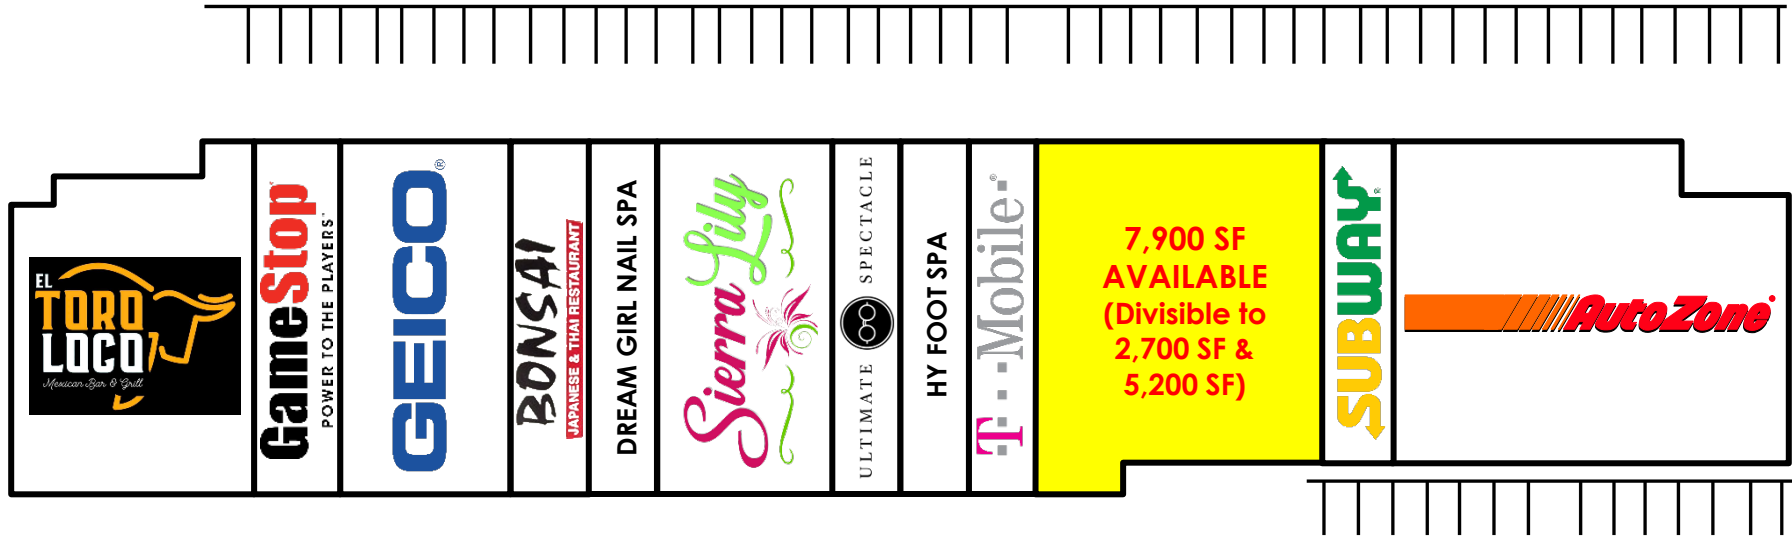 EL
TORO
LOCO
Mexican Bar & Grill
GameStop
POWER TO THE PLAYERS™
GEICO®
BONSAI
JAPANESE & THAI RESTAURANT
DREAM GIRL NAIL SPA
Sierra Lily
ULTIMATE SPECTACLE
HY FOOT SPA
T··Mobile·®
7,900 SF
AVAILABLE
(Divisible to
2,700 SF &
5,200 SF)
SUBWAY®
AutoZone®